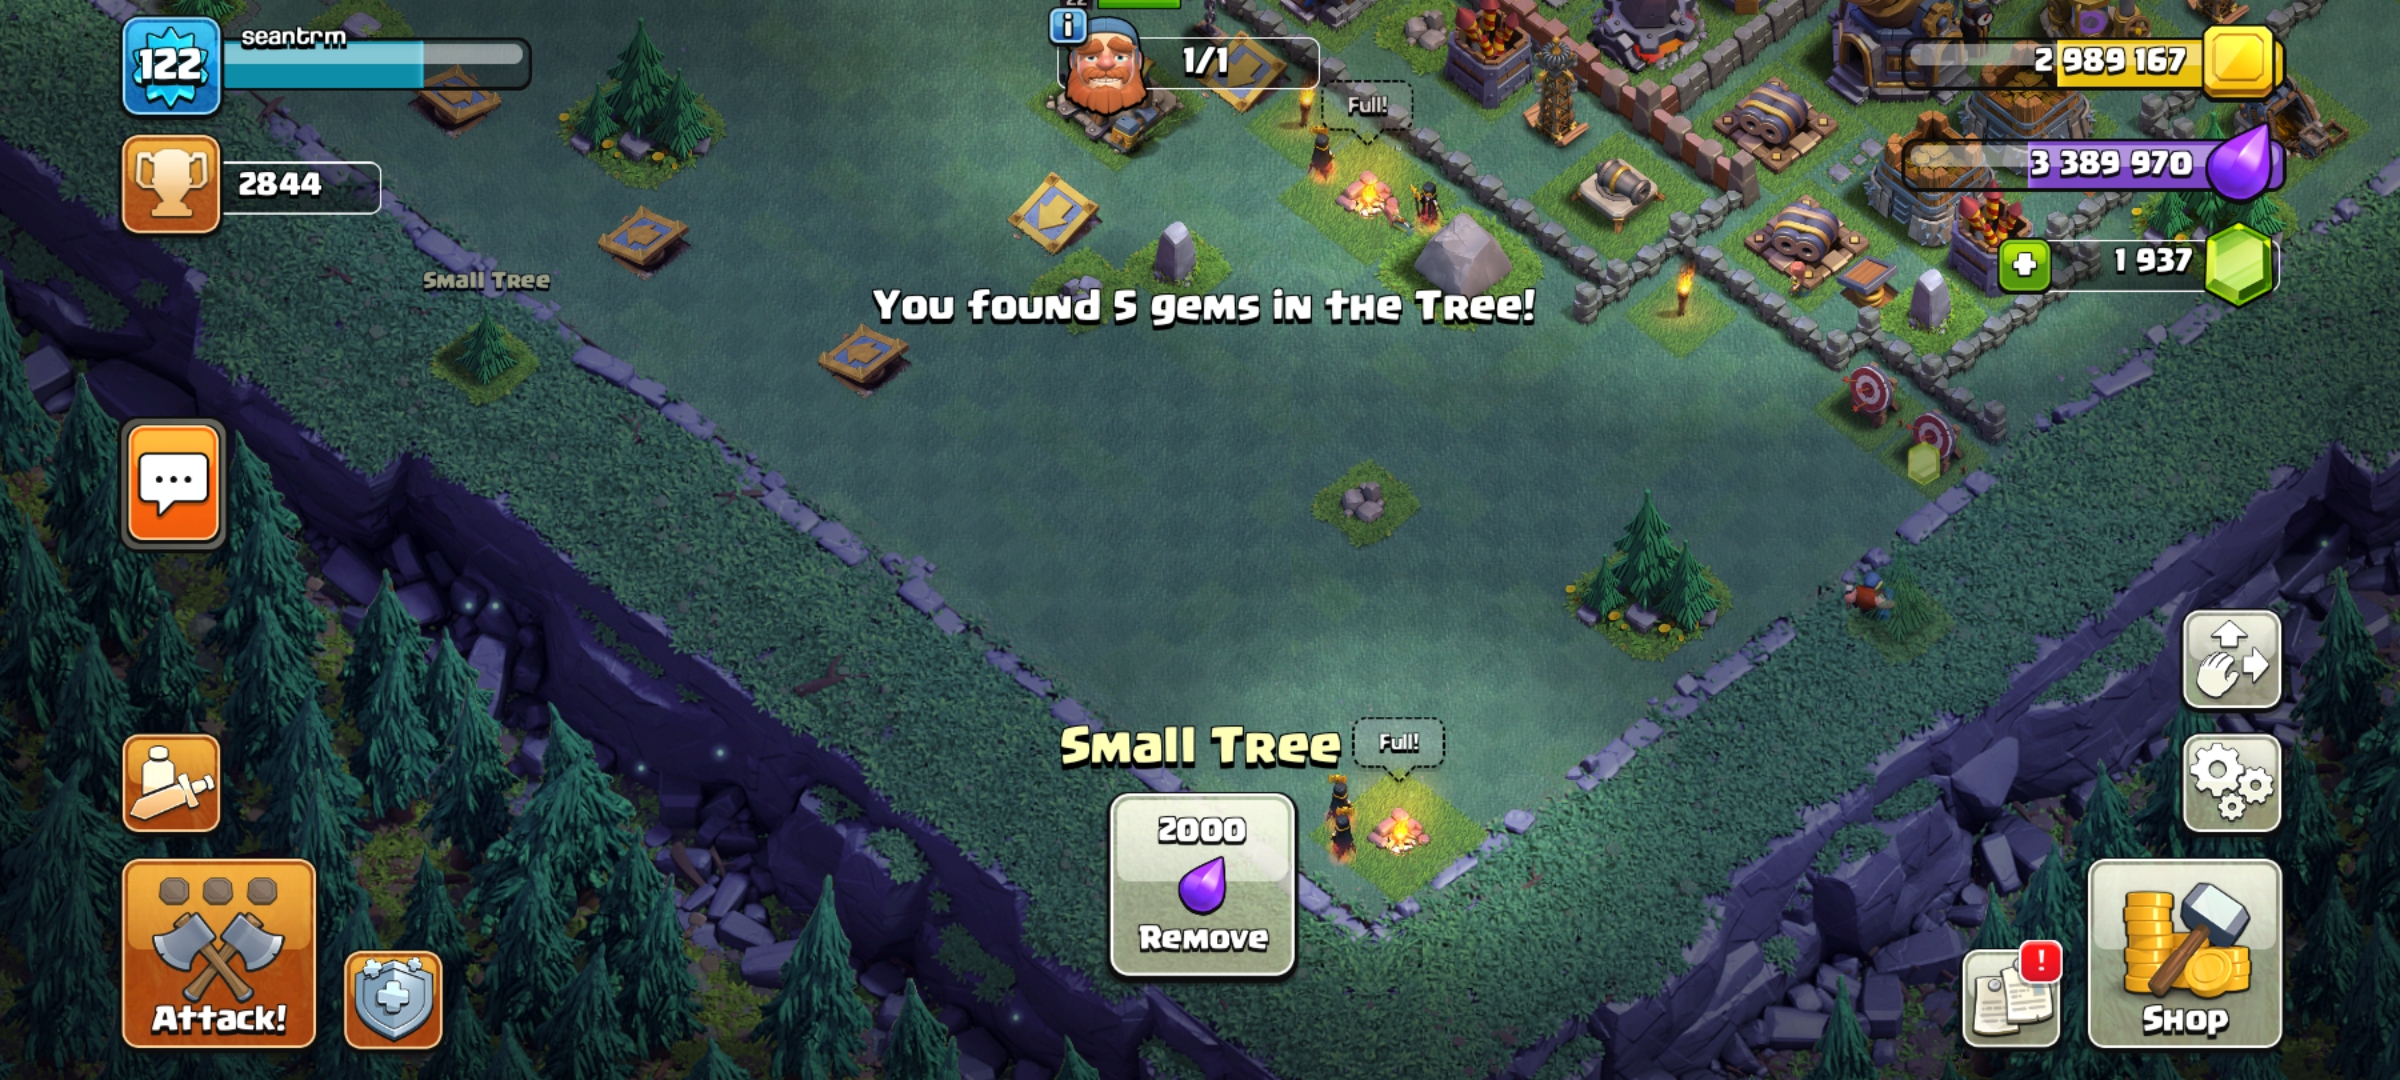 22
seantrm
122
1/1
2 989 167
Full!
3 389 970
2844
1 937
Small Tree
You found 5 gems in the Tree!
Small Tree
Full!
2000
Remove
Attack!
!
Shop